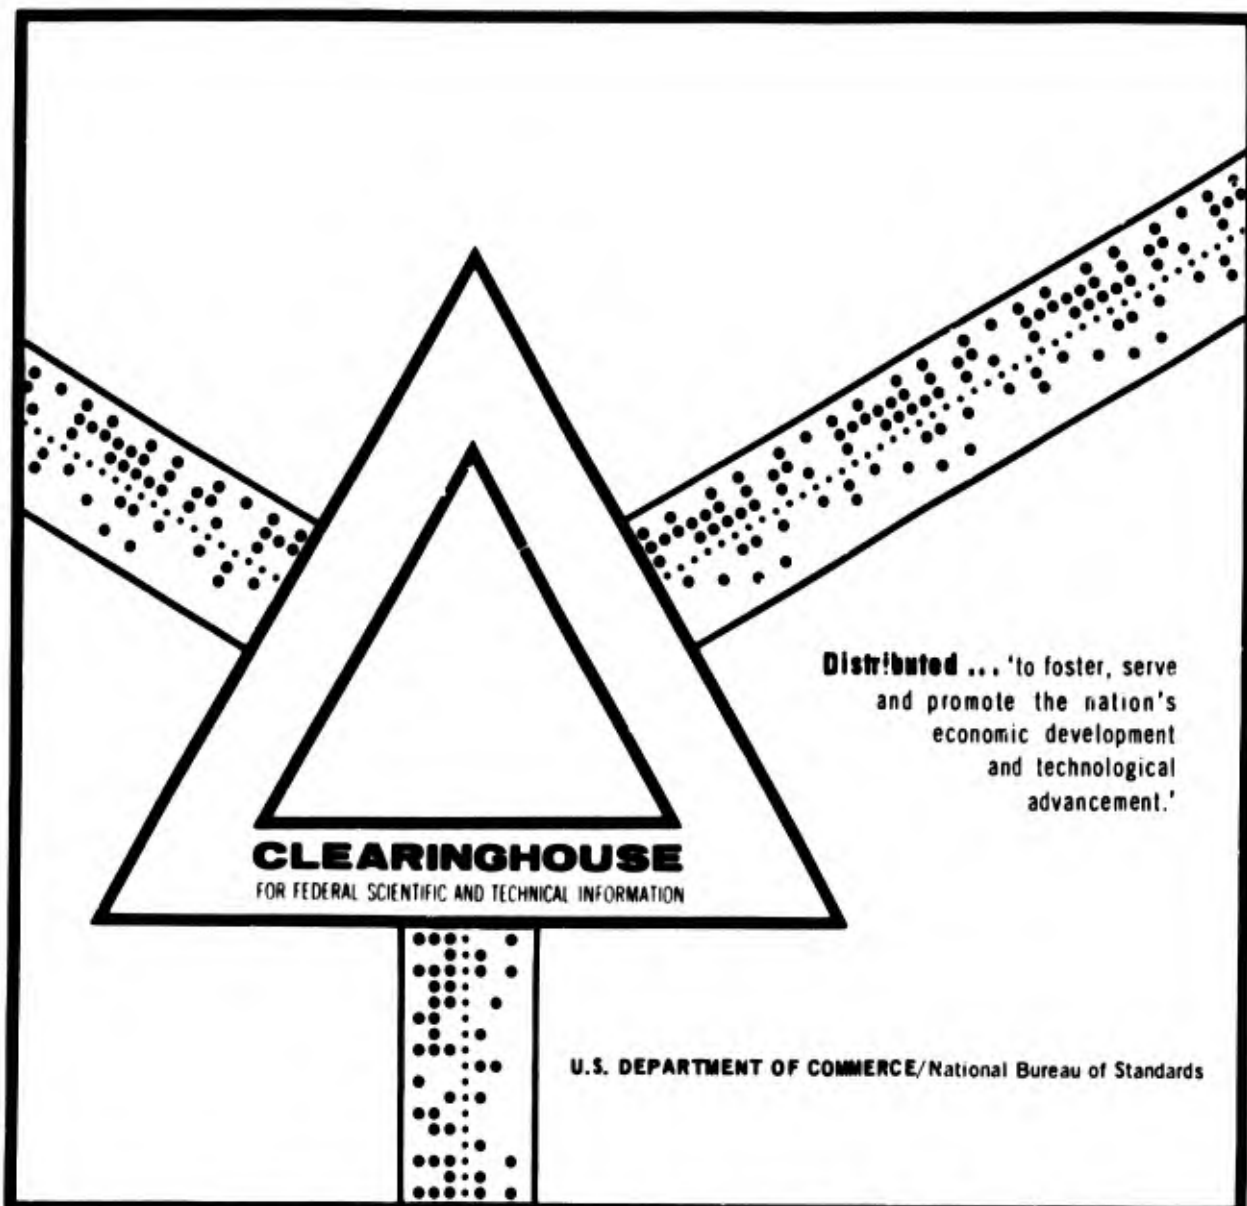 Distributed ... 'to foster, serve
and promote the nation's
economic development
and technological
advancement.'
CLEARINGHOUSE
FOR FEDERAL SCIENTIFIC AND TECHNICAL INFORMATION
U.S. DEPARTMENT OF COMMERCE/National Bureau of Standards